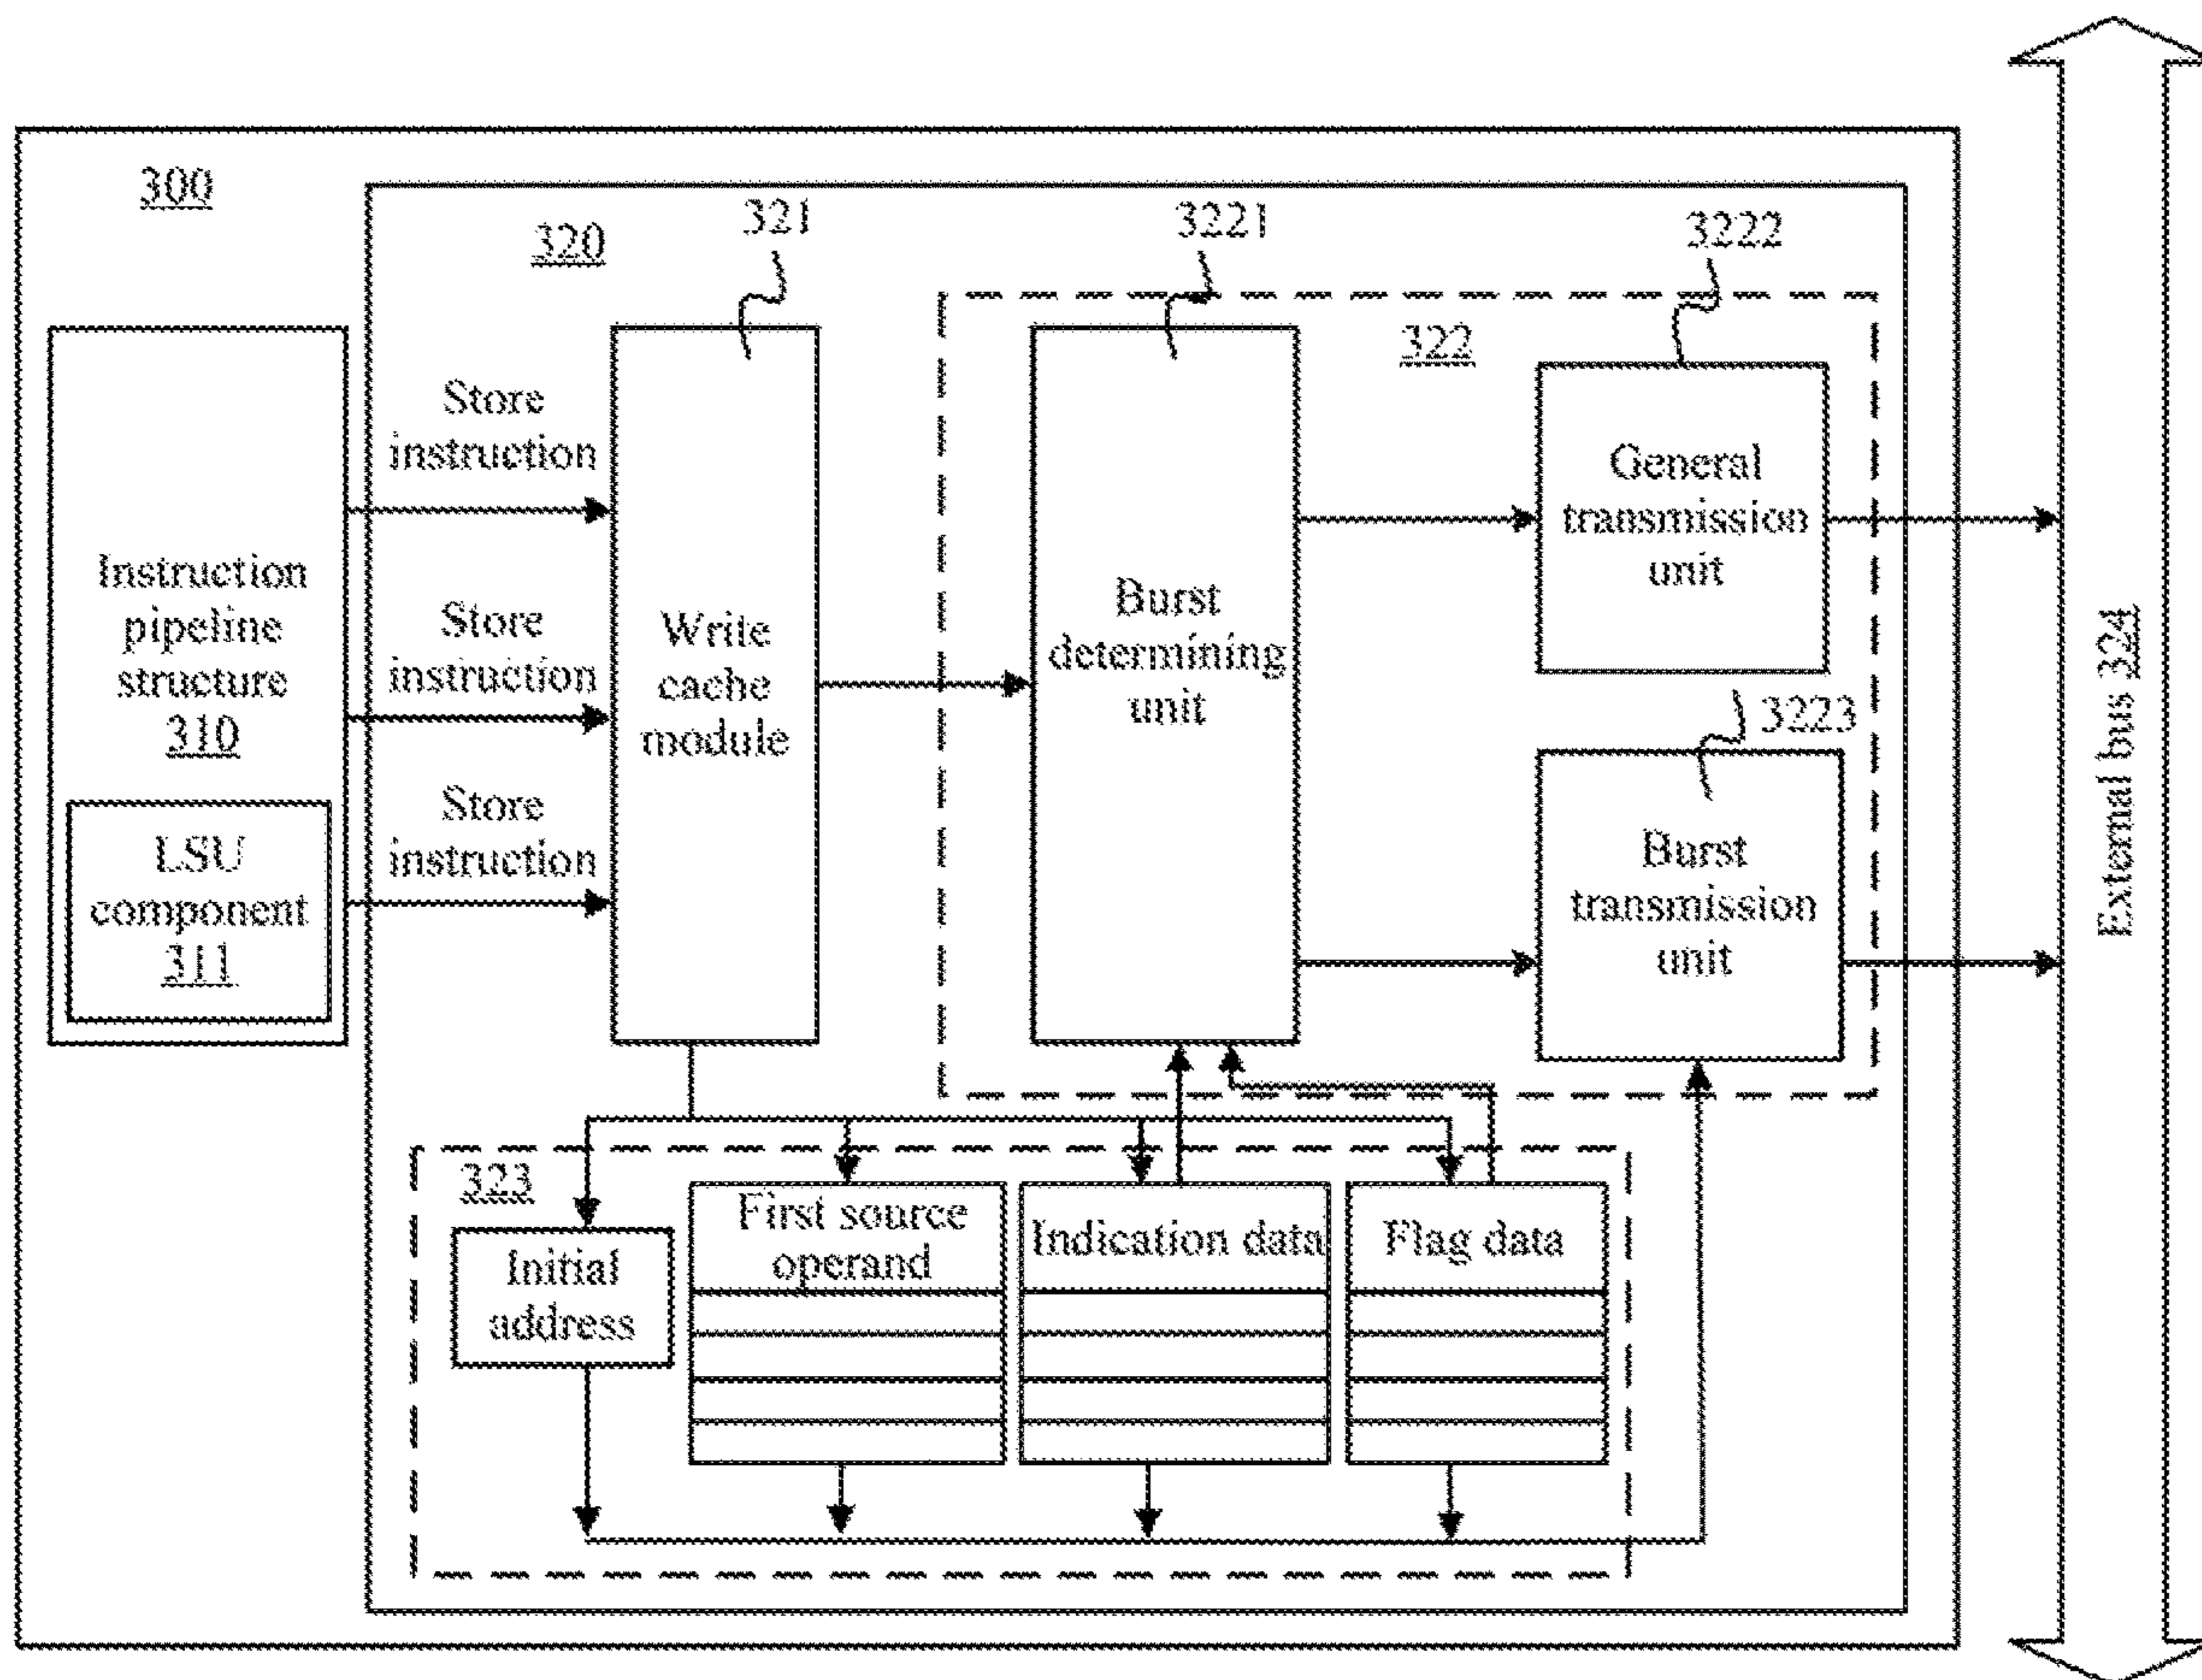 300
320
321
3221
3222
322
Instruction
pipeline
structure
310
LSU
component
311
Store
instruction
Store
instruction
Store
instruction
Write
cache
module
Burst
determining
unit
General
transmission
unit
3223
Burst
transmission
unit
External bus 324
323
Initial
address
First source
operand
Indication data
Flag data